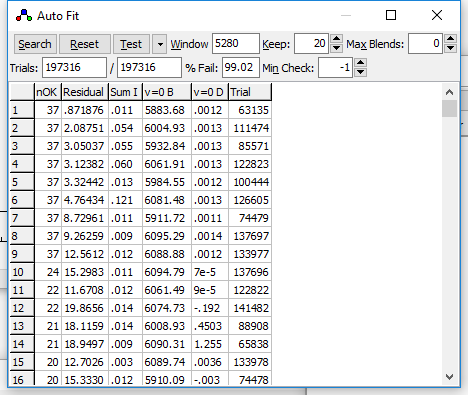 Auto Fit
Search Reset Test Window 5280 Keep: 20 Max Blends: 0
Trials: 197316 / 197316 % Fail: 99.02 Min Check: -1
nOK Residual Sum I v=0 B v=0 D Trial
1 37 .871876 .011 5883.68 .0012 63135
2 37 2.08751 .054 6004.93 .0013 111474
3 37 3.05037 .055 5932.84 .0013 85571
4 37 3.12382 .060 6061.91 .0013 122823
5 37 3.32442 .013 5984.55 .0012 100444
6 37 4.76434 .121 6081.48 .0013 126605
7 37 8.72961 .011 5911.72 .0011 74479
8 37 9.26259 .009 6095.29 .0014 137697
9 37 12.5612 .012 6088.88 .0012 133977
10 24 15.2983 .011 6094.79 7e-5 137696
11 22 11.6708 .012 6061.49 9e-5 122822
12 22 19.8656 .014 6074.73 -.192 141482
13 21 18.1159 .014 6008.93 .4503 88908
14 21 18.9497 .009 6090.31 1.255 65838
15 20 12.7026 .003 6089.74 .0036 133978
16 20 15.3330 .012 5910.09 -.003 74478